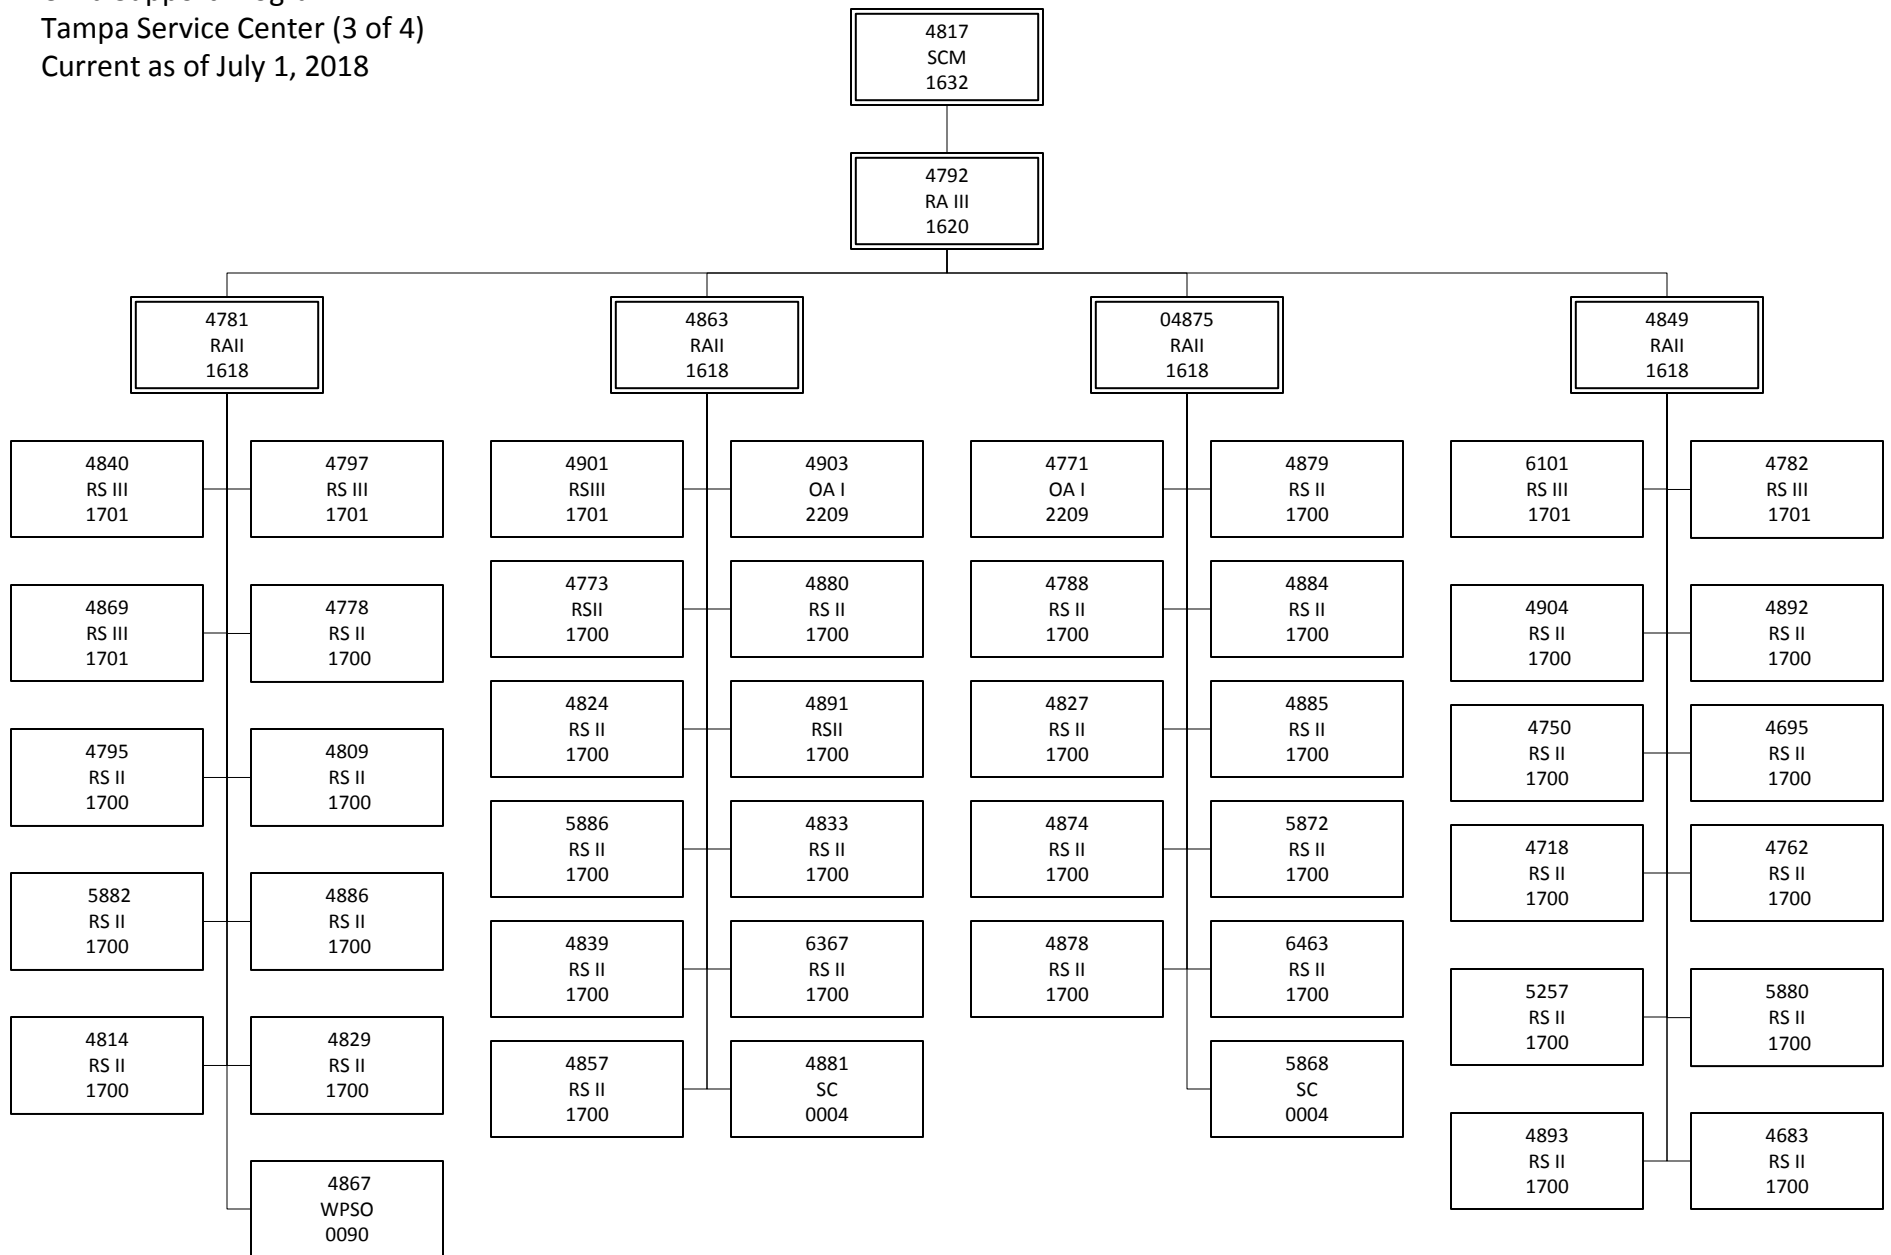 Tampa Service Center (3 of 4)
Current as of July 1, 2018
4817
SCM
1632
4792
RA III
1620
4781
RAII
1618
4863
RAII
1618
04875
RAII
1618
4849
RAII
1618
4840
RS III
1701
4797
RS III
1701
4869
RS III
1701
4778
RS II
1700
4795
RS II
1700
4809
RS II
1700
5882
RS II
1700
4886
RS II
1700
4814
RS II
1700
4829
RS II
1700
4867
WPSO
0090
4901
RSIII
1701
4903
OA I
2209
4773
RSII
1700
4880
RS II
1700
4824
RS II
1700
4891
RSII
1700
5886
RS II
1700
4833
RS II
1700
4839
RS II
1700
6367
RS II
1700
4857
RS II
1700
4881
SC
0004
4771
OA I
2209
4879
RS II
1700
4788
RS II
1700
4884
RS II
1700
4827
RS II
1700
4885
RS II
1700
4874
RS II
1700
5872
RS II
1700
4878
RS II
1700
6463
RS II
1700
5868
SC
0004
6101
RS III
1701
4782
RS III
1701
4904
RS II
1700
4892
RS II
1700
4750
RS II
1700
4695
RS II
1700
4718
RS II
1700
4762
RS II
1700
5257
RS II
1700
5880
RS II
1700
4893
RS II
1700
4683
RS II
1700